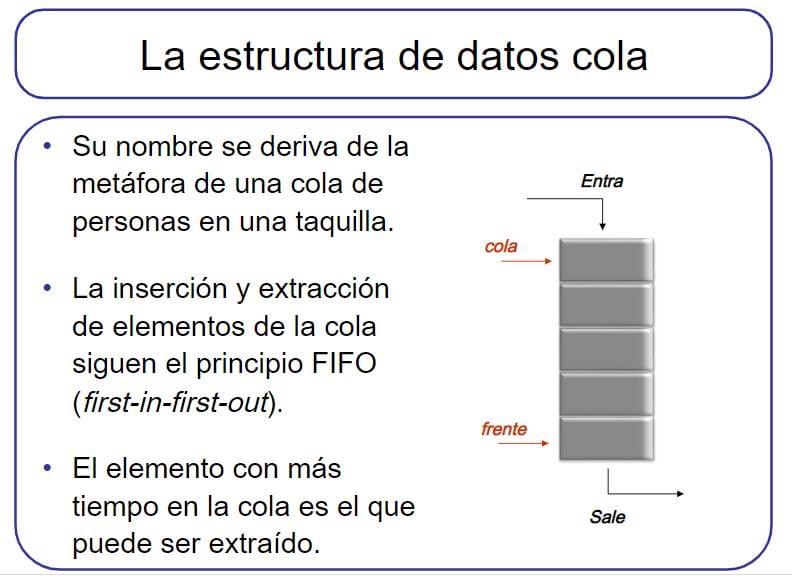 La estructura de datos cola
• Su nombre se deriva de la
metáfora de una cola de
personas en una taquilla.
• La inserción y extracción
de elementos de la cola
siguen el principio FIFO
(first-in-first-out).
• El elemento con más
tiempo en la cola es el que
puede ser extraído.
Entra
cola
frente
Sale